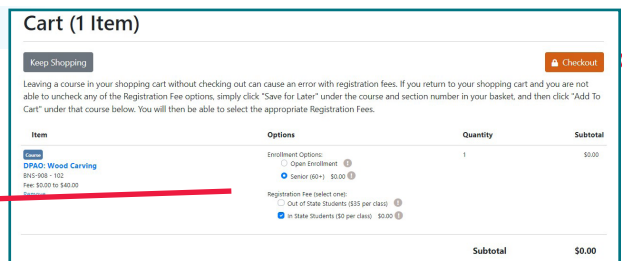 Cart (1 Item)
Keep Shopping
Checkout
Leaving a course in your shopping cart without checking out can cause an error with registration fees. If you return to your shopping cart and you are not
able to uncheck any of the Registration Fee options, simply click "Save for Later" under the course and section number in your basket, and then click "Add To
Cart" under that course below. You will then be able to select the appropriate Registration Fees.
Item Options Quantity Subtotal
Course
DPAO: Wood Carving
BNS-908 - 102
Fee: $0.00 to $40.00
Remove
Enrollment Options:
Open Enrollment
Senior (60+) $0.00
Registration Fee (select one):
Out of State Students ($35 per class)
In State Students ($0 per class) $0.00
1
$0.00
Subtotal $0.00